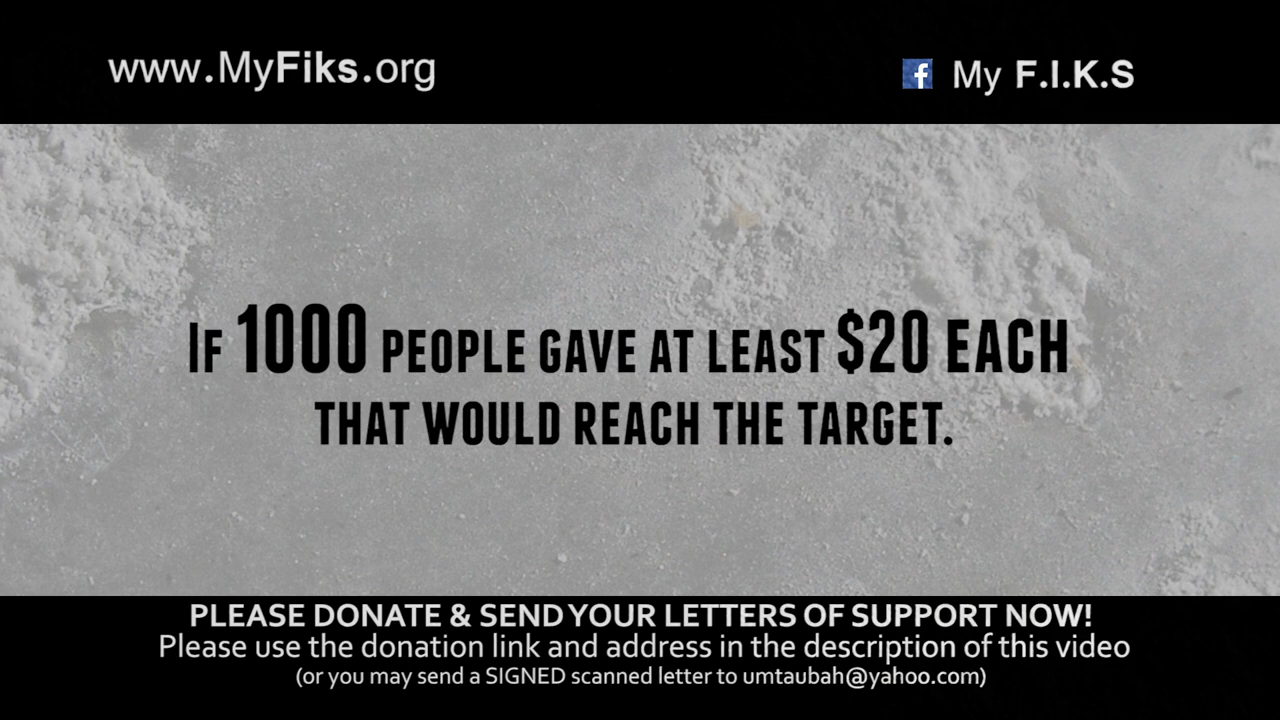 www.MyFiks.org
My F.I.K.S
If 1000 people gave at least $20 each
that would reach the target.
PLEASE DONATE & SEND YOUR LETTERS OF SUPPORT NOW!
Please use the donation link and address in the description of this video
(or you may send a SIGNED scanned letter to umtaubah@yahoo.com)